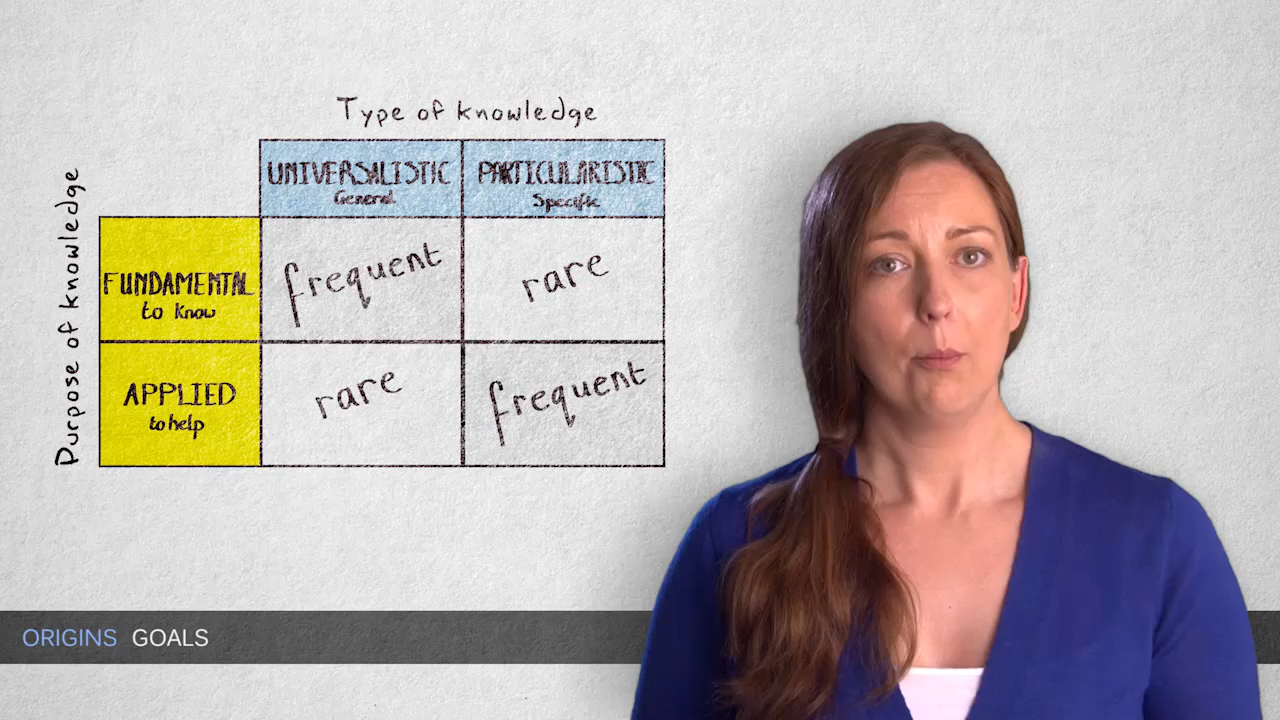 Type of knowledge
UNIVERSALISTIC PARTICULARISTIC
General Specific
Purpose of knowledge
FUNDAMENTAL
to know
frequent rare
APPLIED
to help
rare frequent
ORIGINS GOALS